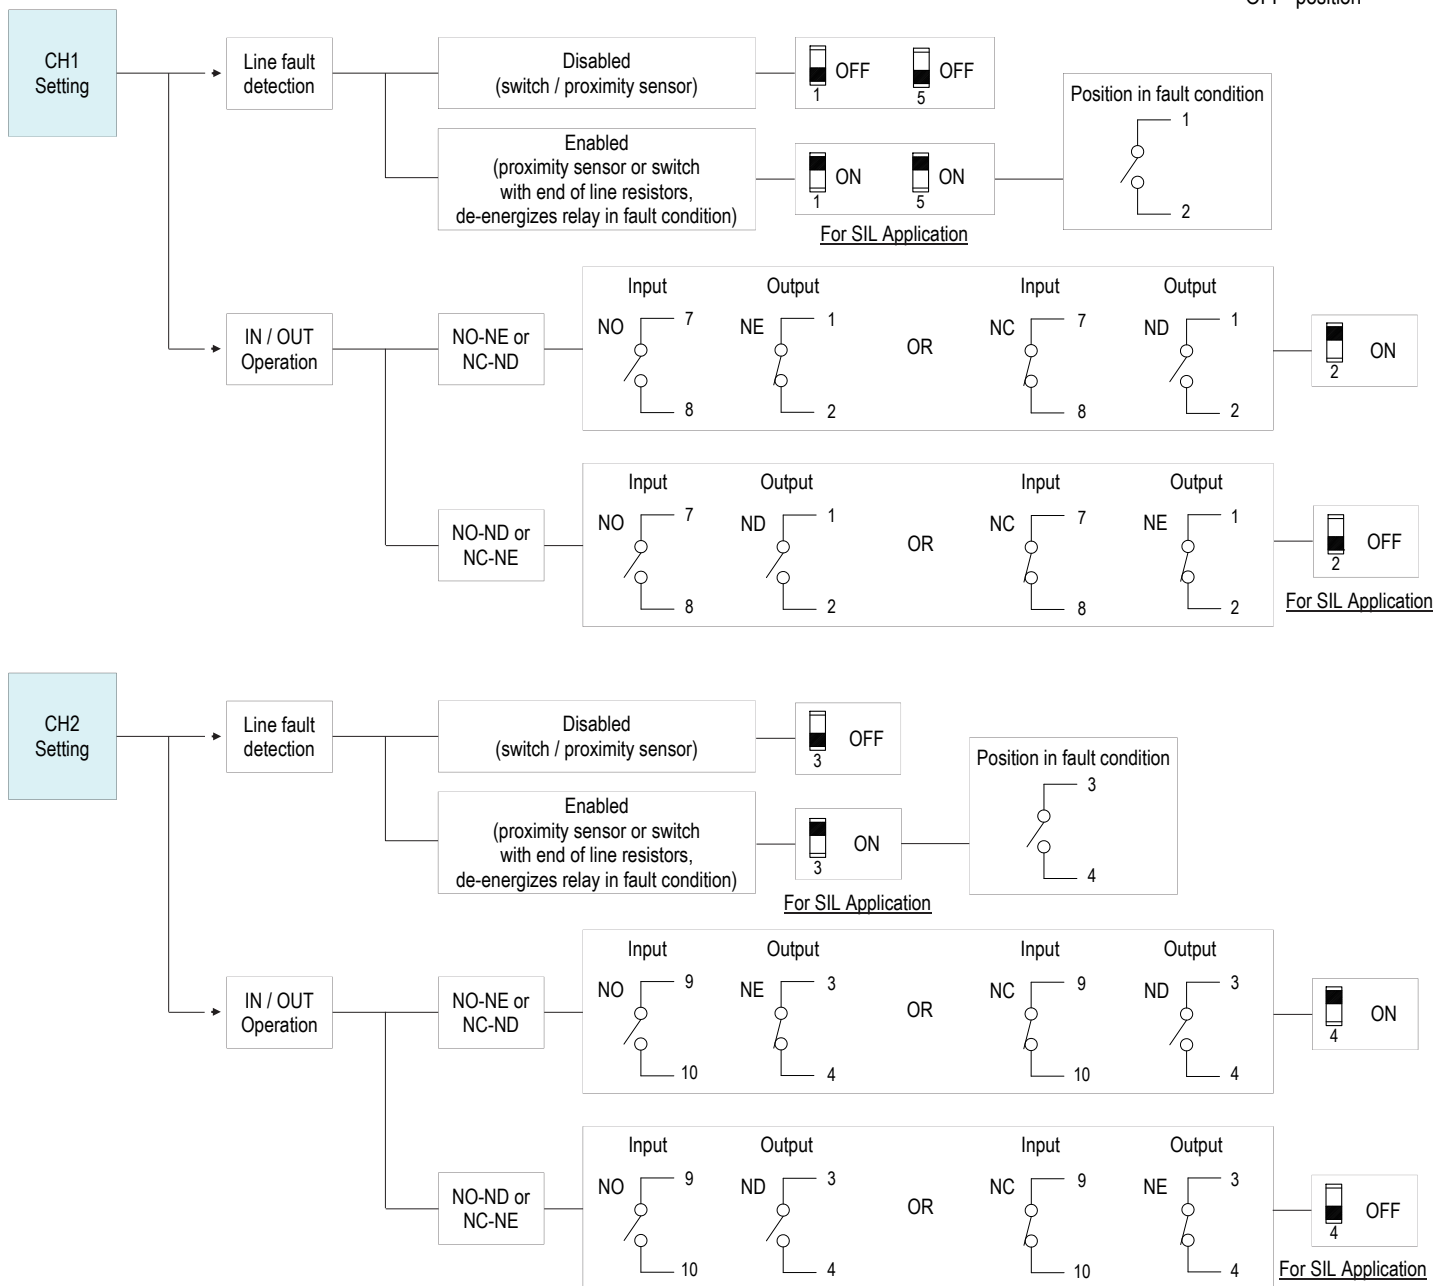 OFF position
CH1
Setting
Line fault
detection
Disabled
(switch / proximity sensor)
1
OFF
5
OFF
Enabled
(proximity sensor or switch
with end of line resistors,
de-energizes relay in fault condition)
1
ON
5
ON
For SIL Application
Position in fault condition
1
2
IN / OUT
Operation
NO-NE or
NC-ND
Input
Output
Input
Output
NO
7
8
NE
1
2
OR
NC
7
8
ND
1
2
2
ON
NO-ND or
NC-NE
Input
Output
Input
Output
NO
7
8
ND
1
2
OR
NC
7
8
NE
1
2
2
OFF
For SIL Application
CH2
Setting
Line fault
detection
Disabled
(switch / proximity sensor)
3
OFF
Enabled
(proximity sensor or switch
with end of line resistors,
de-energizes relay in fault condition)
3
ON
For SIL Application
Position in fault condition
3
4
IN / OUT
Operation
NO-NE or
NC-ND
Input
Output
Input
Output
NO
9
10
NE
3
4
OR
NC
9
10
ND
3
4
4
ON
NO-ND or
NC-NE
Input
Output
Input
Output
NO
9
10
ND
3
4
OR
NC
9
10
NE
3
4
4
OFF
For SIL Application